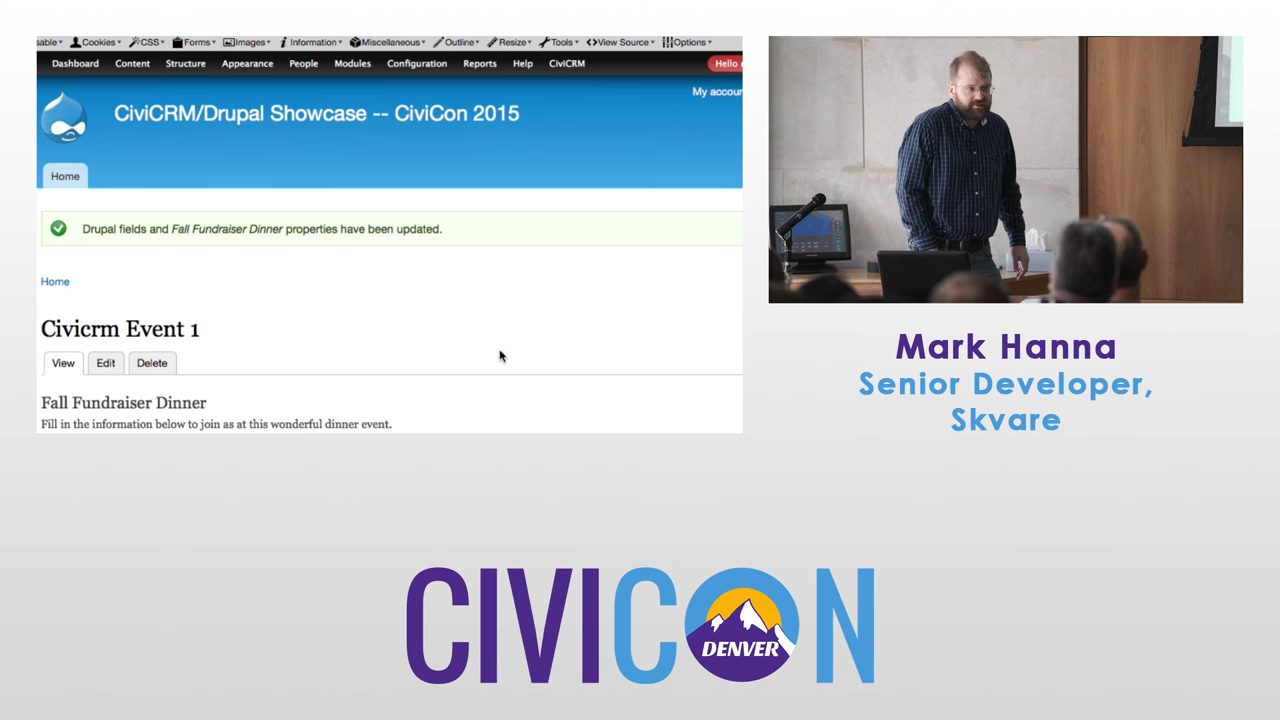 Cookies CSS Forms Images Information Miscellaneous Outline Resize Tools View Source Options
Dashboard Content Structure Appearance People Modules Configuration Reports Help CiviCRM Hello
My accoun
CiviCRM/Drupal Showcase -- CiviCon 2015
Home
Drupal fields and Fall Fundraiser Dinner properties have been updated.
Home
Civicrm Event 1
View Edit Delete
Fall Fundraiser Dinner
Fill in the information below to join as at this wonderful dinner event.
Mark Hanna
Senior Developer,
Skvare
CIVICON
DENVER